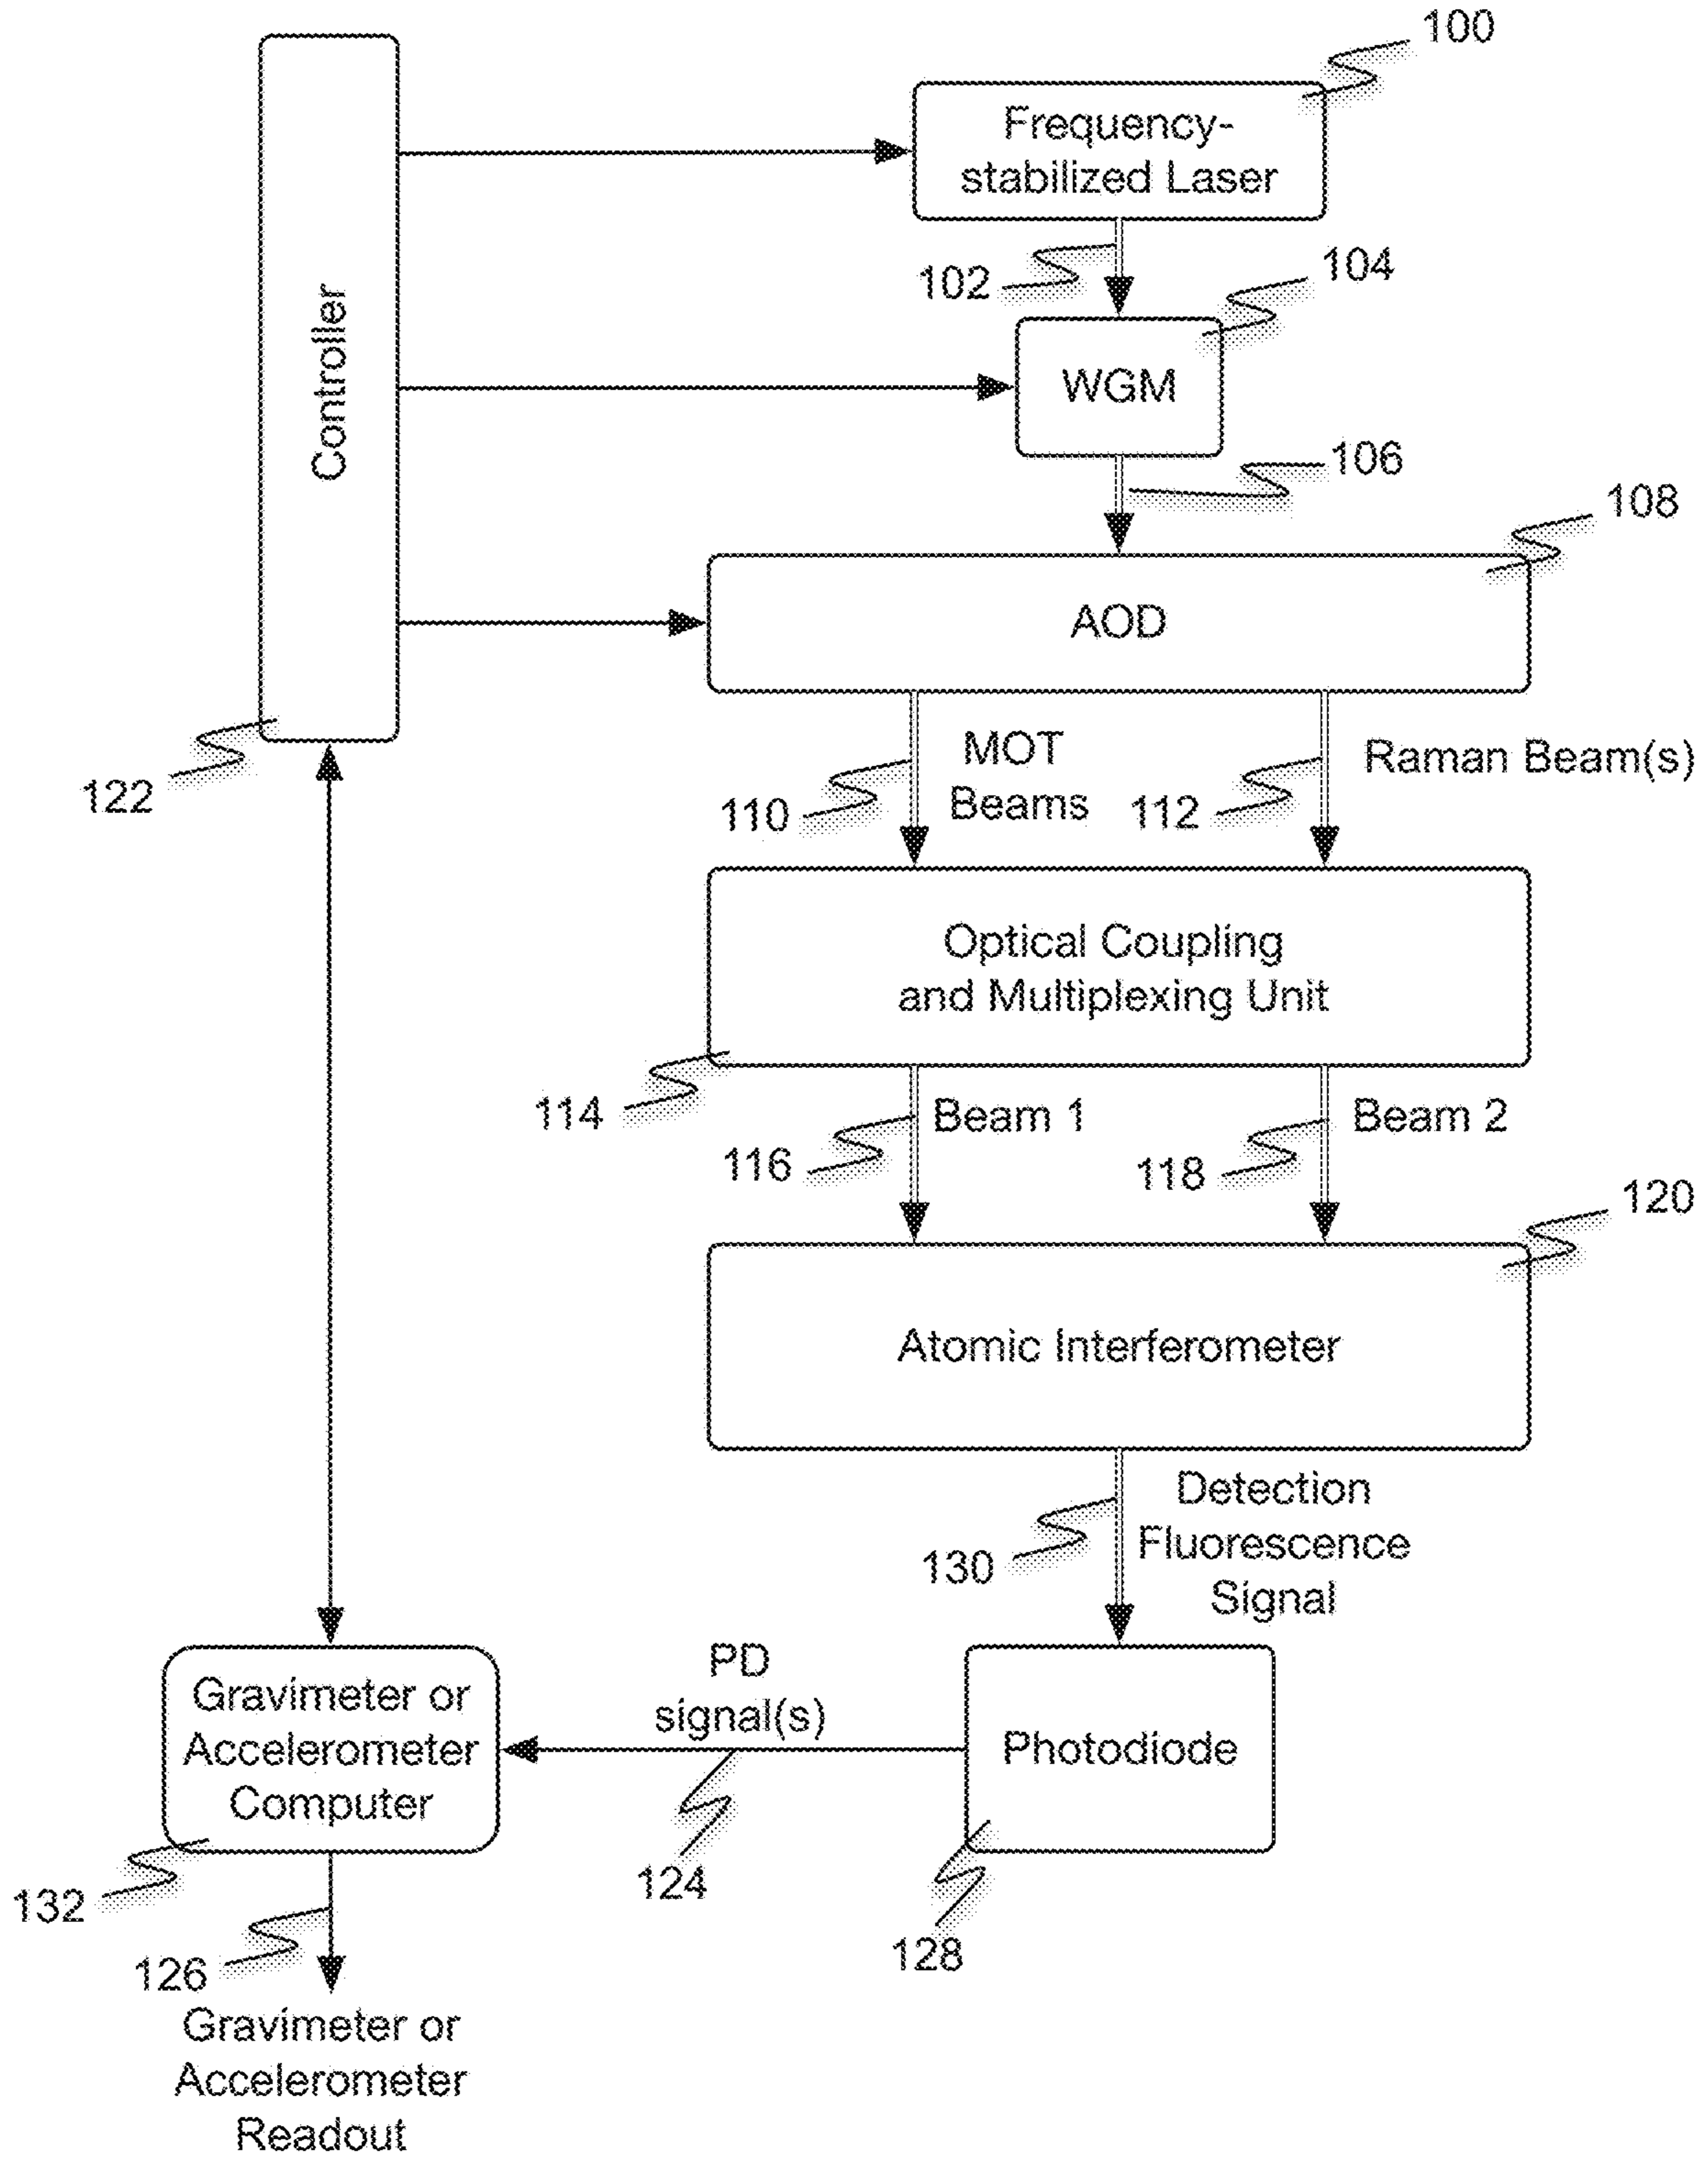 100
Frequency-
stabilized Laser
102
104
Controller
WGM
106
108
AOD
122
MOT
Beams
110
112
Raman Beam(s)
Optical Coupling
and Multiplexing Unit
114
Beam 1
116
Beam 2
118
120
Atomic Interferometer
Detection
Fluorescence
Signal
130
PD
signal(s)
Gravimeter or
Accelerometer
Computer
Photodiode
124
132
128
126
Gravimeter or
Accelerometer
Readout